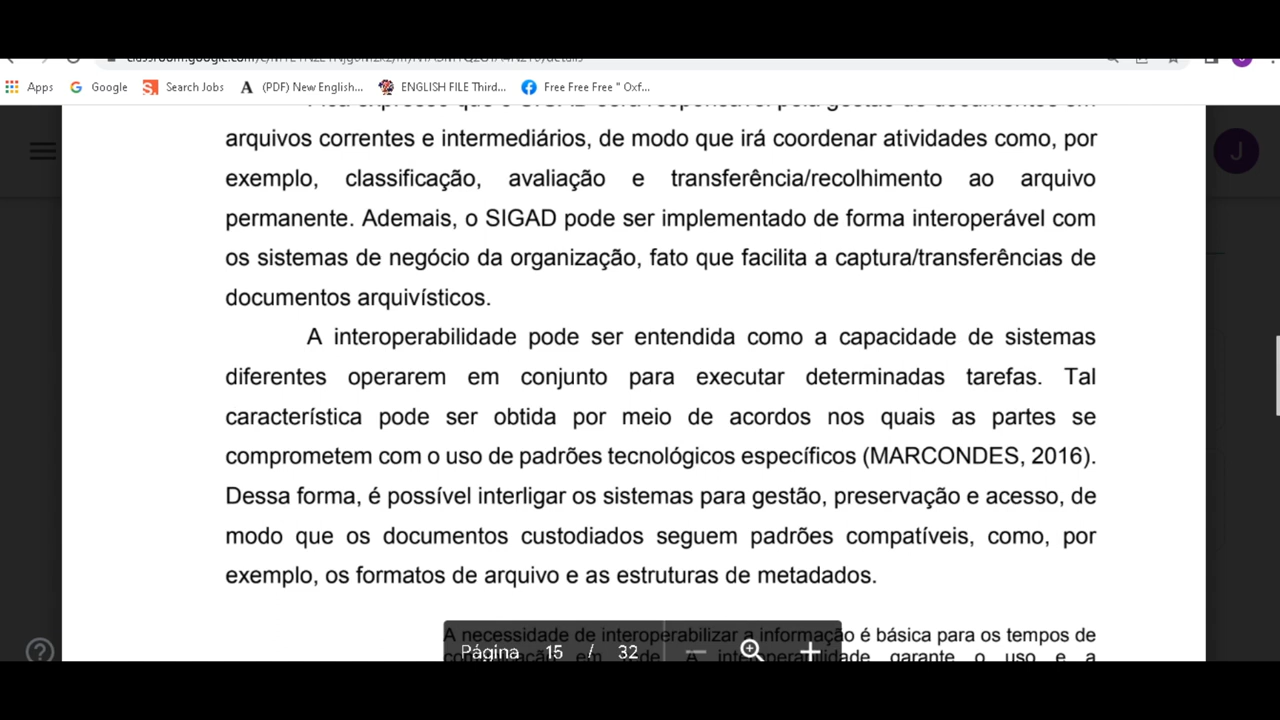 Apps Google Search Jobs (PDF) New English... ENGLISH FILE Third... Free Free Free " Oxf...
arquivos correntes e intermediários, de modo que irá coordenar atividades como, por
J
exemplo, classificação, avaliação e transferência/recolhimento ao arquivo
permanente. Ademais, o SIGAD pode ser implementado de forma interoperável com
os sistemas de negócio da organização, fato que facilita a captura/transferências de
documentos arquivísticos.
A interoperabilidade pode ser entendida como a capacidade de sistemas
diferentes operarem em conjunto para executar determinadas tarefas. Tal
característica pode ser obtida por meio de acordos nos quais as partes se
comprometem com o uso de padrões tecnológicos específicos (MARCONDES, 2016).
Dessa forma, é possível interligar os sistemas para gestão, preservação e acesso, de
modo que os documentos custodiados seguem padrões compatíveis, como, por
exemplo, os formatos de arquivo e as estruturas de metadados.
A necessidade de interoperabilizar a informação é básica para os tempos de
Página 15 / 32
A interoperabilidade garante o uso e a